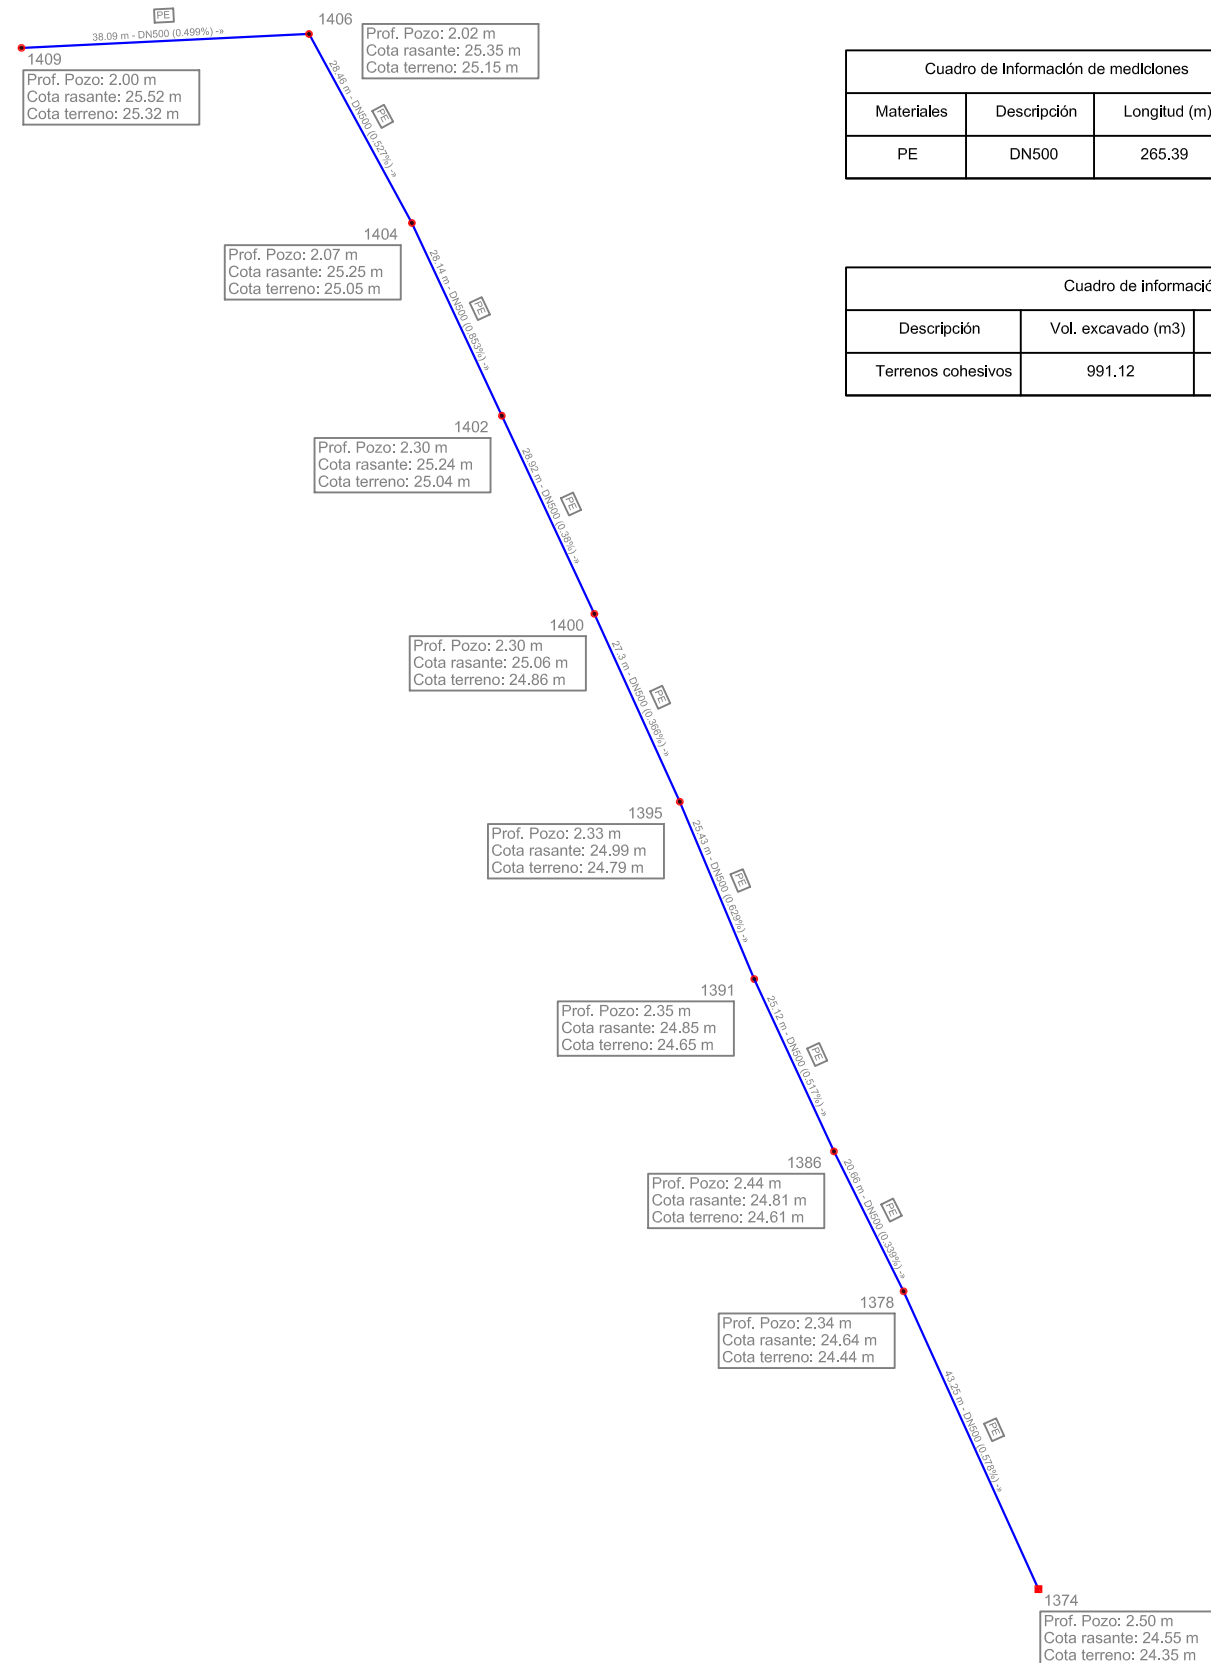 PE
38.09 m - DN500 (0.499%) -»
1406
Prof. Pozo: 2.02 m
Cota rasante: 25.35 m
Cota terreno: 25.15 m
1409
Prof. Pozo: 2.00 m
Cota rasante: 25.52 m
Cota terreno: 25.32 m
Cuadro de Información de mediciones
Materiales Descripción Longitud (m)
PE DN500 265.39
28.46 m - DN500 (0.527%) -»
PE
1404
Prof. Pozo: 2.07 m
Cota rasante: 25.25 m
Cota terreno: 25.05 m
28.14 m - DN500 (0.853%) -»
PE
Cuadro de informació
Descripción Vol. excavado (m3)
Terrenos cohesivos 991.12
1402
Prof. Pozo: 2.30 m
Cota rasante: 25.24 m
Cota terreno: 25.04 m
28.92 m - DN500 (0.38%) -»
PE
1400
Prof. Pozo: 2.30 m
Cota rasante: 25.06 m
Cota terreno: 24.86 m
27.3 m - DN500 (0.366%) -»
PE
1395
Prof. Pozo: 2.33 m
Cota rasante: 24.99 m
Cota terreno: 24.79 m
25.43 m - DN500 (0.629%) -»
PE
1391
Prof. Pozo: 2.35 m
Cota rasante: 24.85 m
Cota terreno: 24.65 m
25.12 m - DN500 (0.517%) -»
PE
1386
Prof. Pozo: 2.44 m
Cota rasante: 24.81 m
Cota terreno: 24.61 m
20.66 m - DN500 (0.339%) -»
PE
1378
Prof. Pozo: 2.34 m
Cota rasante: 24.64 m
Cota terreno: 24.44 m
43.25 m - DN500 (0.578%) -»
PE
1374
Prof. Pozo: 2.50 m
Cota rasante: 24.55 m
Cota terreno: 24.35 m